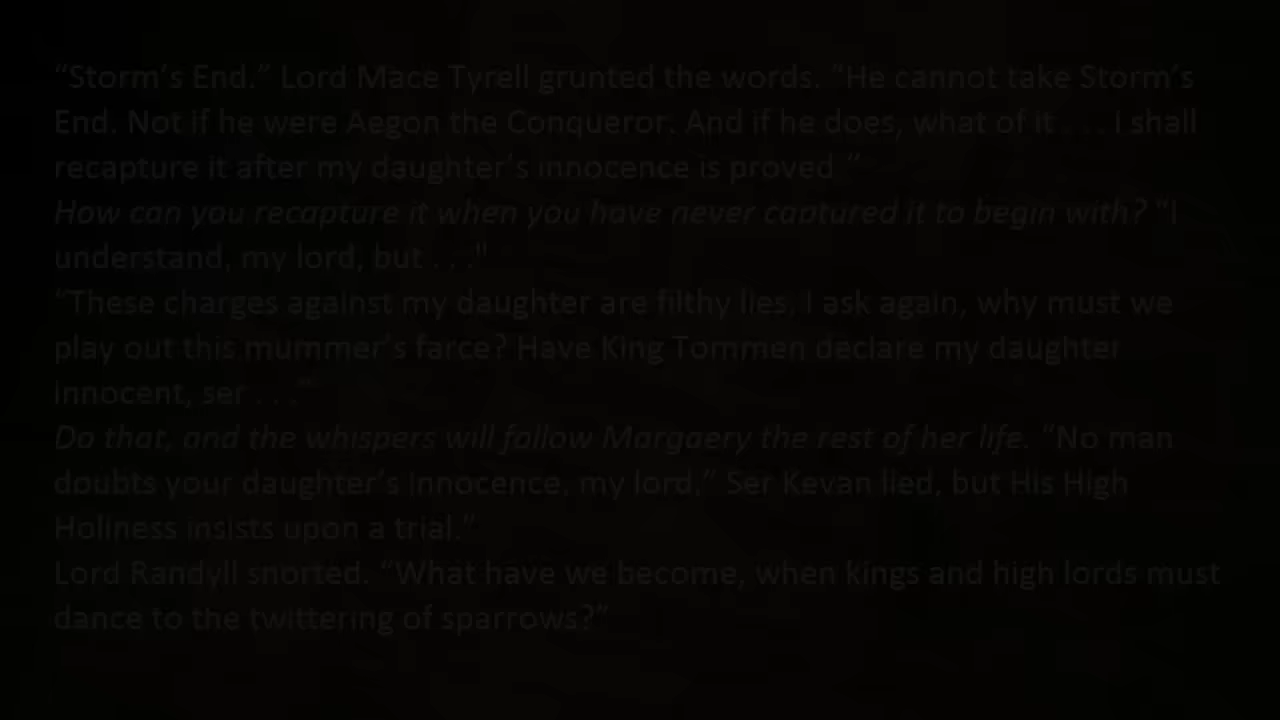 “Storm’s End.” Lord Mace Tyrell grunted the words. “He cannot take Storm’s
End. Not if he were Aegon the Conqueror. And if he does, what of it . . . I shall
recapture it after my daughter’s innocence is proved.”
How can you recapture it when you have never captured it to begin with? “I
understand, my lord, but . . ."
“These charges against my daughter are filthy lies. I ask again, why must we
play out this mummer’s farce? Have King Tommen declare my daughter
innocent, ser . . .”
Do that, and the whispers will follow Margaery the rest of her life. “No man
doubts your daughter’s innocence, my lord,” Ser Kevan lied, but His High
Holiness insists upon a trial.”
Lord Randyll snorted. “What have we become, when kings and high lords must
dance to the twittering of sparrows?”